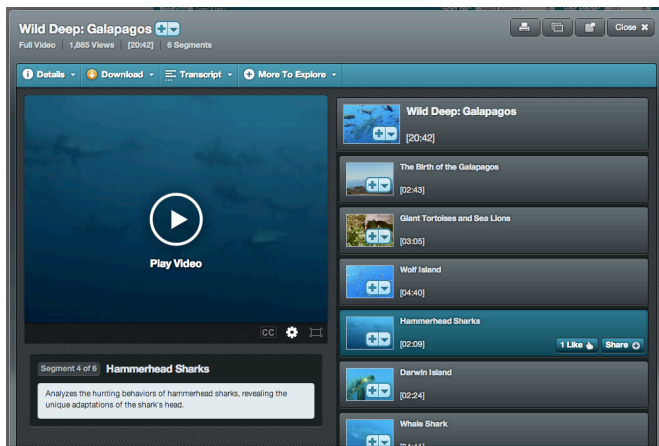 Wild Deep: Galapagos
Close ✖
Full Video | 1,865 Views | [20:42] | 6 Segments
Details
Download
Transcript
More To Explore
Play Video
CC
Segment 4 of 6 Hammerhead Sharks
Analyzes the hunting behaviors of hammerhead sharks, revealing the
unique adaptations of the shark's head.
Wild Deep: Galapagos
[20:42]
The Birth of the Galapagos
[02:43]
Giant Tortoises and Sea Lions
[03:05]
Wolf Island
[04:40]
Hammerhead Sharks
[02:09]
1 Like
Share
Darwin Island
[02:24]
Whale Shark